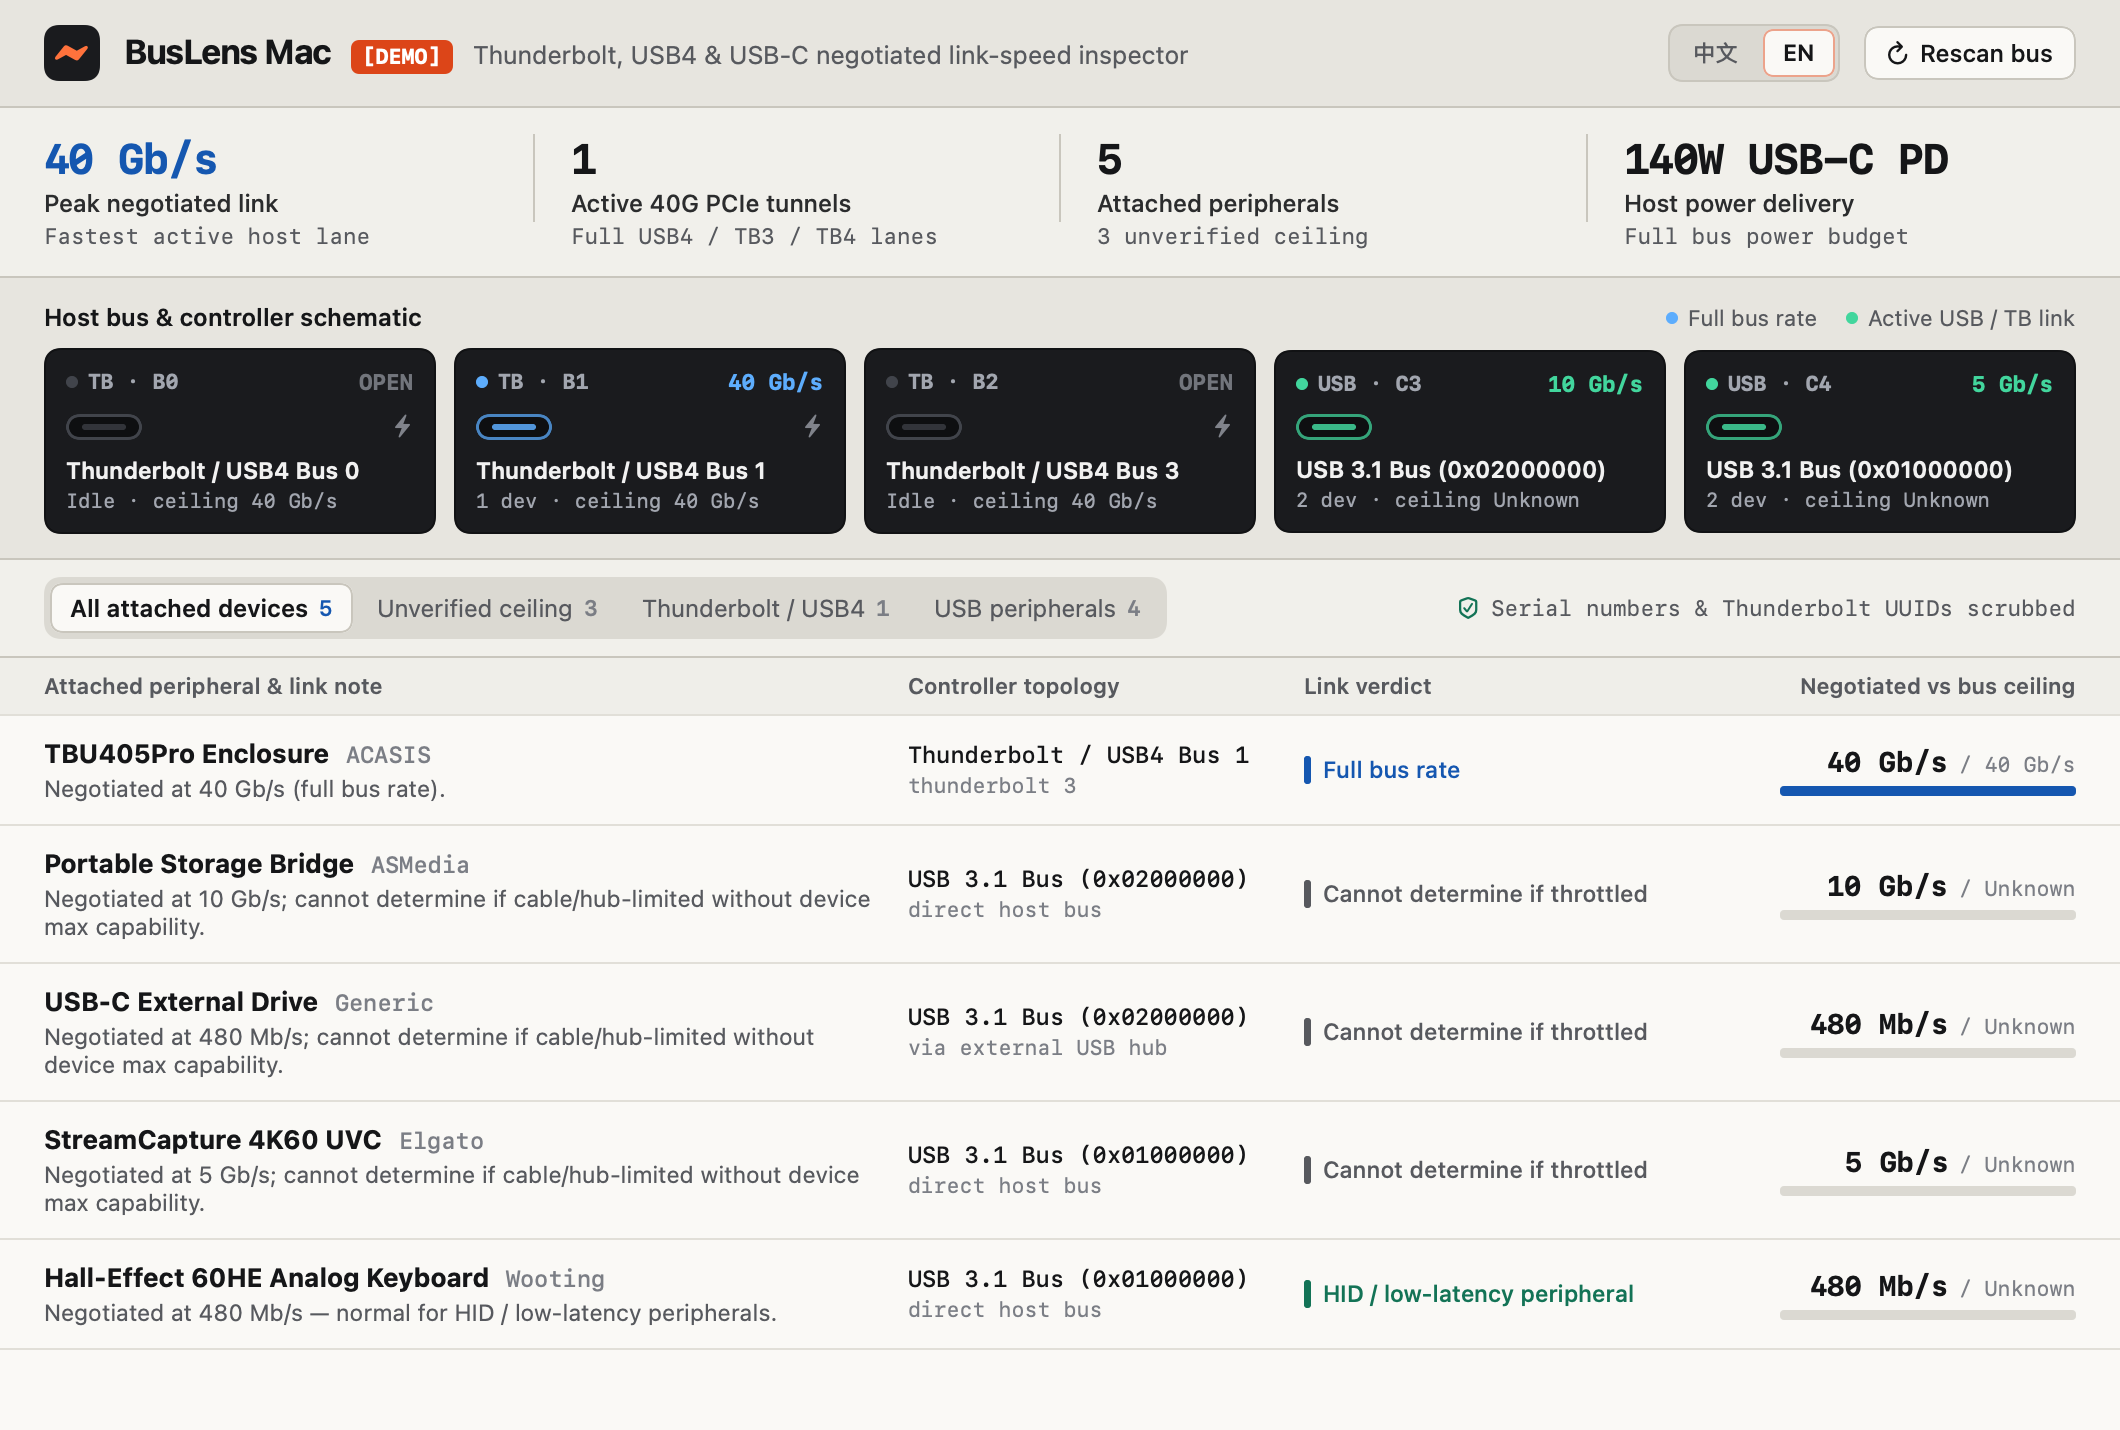 BusLens Mac [DEMO] Thunderbolt, USB4 & USB-C negotiated link-speed inspector 中文 EN Rescan bus
40 Gb/s
Peak negotiated link
Fastest active host lane
1
Active 40G PCIe tunnels
Full USB4 / TB3 / TB4 lanes
5
Attached peripherals
3 unverified ceiling
140W USB-C PD
Host power delivery
Full bus power budget
Host bus & controller schematic
Full bus rate Active USB / TB link
TB · B0 OPEN
Thunderbolt / USB4 Bus 0
Idle · ceiling 40 Gb/s
TB · B1 40 Gb/s
Thunderbolt / USB4 Bus 1
1 dev · ceiling 40 Gb/s
TB · B2 OPEN
Thunderbolt / USB4 Bus 3
Idle · ceiling 40 Gb/s
USB · C3 10 Gb/s
USB 3.1 Bus (0x02000000)
2 dev · ceiling Unknown
USB · C4 5 Gb/s
USB 3.1 Bus (0x01000000)
2 dev · ceiling Unknown
All attached devices 5 Unverified ceiling 3 Thunderbolt / USB4 1 USB peripherals 4
Serial numbers & Thunderbolt UUIDs scrubbed
Attached peripheral & link note Controller topology Link verdict Negotiated vs bus ceiling
TBU405Pro Enclosure ACASIS
Negotiated at 40 Gb/s (full bus rate).
Thunderbolt / USB4 Bus 1
thunderbolt 3
Full bus rate
40 Gb/s / 40 Gb/s
Portable Storage Bridge ASMedia
Negotiated at 10 Gb/s; cannot determine if cable/hub-limited without device
max capability.
USB 3.1 Bus (0x02000000)
direct host bus
Cannot determine if throttled
10 Gb/s / Unknown
USB-C External Drive Generic
Negotiated at 480 Mb/s; cannot determine if cable/hub-limited without
device max capability.
USB 3.1 Bus (0x02000000)
via external USB hub
Cannot determine if throttled
480 Mb/s / Unknown
StreamCapture 4K60 UVC Elgato
Negotiated at 5 Gb/s; cannot determine if cable/hub-limited without device
max capability.
USB 3.1 Bus (0x01000000)
direct host bus
Cannot determine if throttled
5 Gb/s / Unknown
Hall-Effect 60HE Analog Keyboard Wooting
Negotiated at 480 Mb/s — normal for HID / low-latency peripherals.
USB 3.1 Bus (0x01000000)
direct host bus
HID / low-latency peripheral
480 Mb/s / Unknown